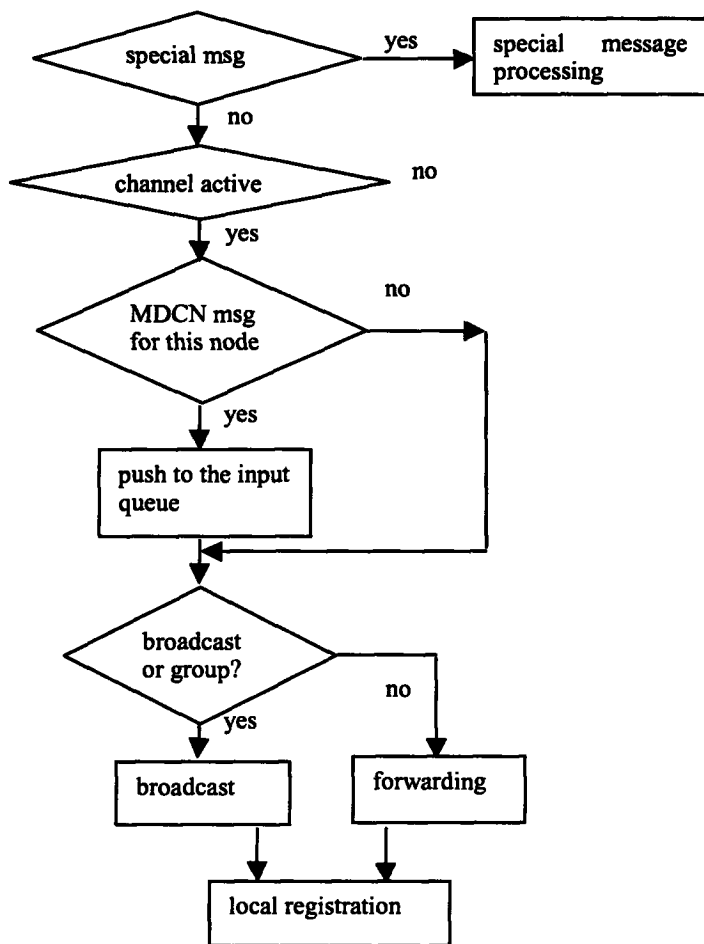 special msg
yes
special message
processing
no
channel active
no
yes
MDCN msg
for this node
no
yes
push to the input
queue
broadcast
or group?
no
yes
broadcast
forwarding
local registration